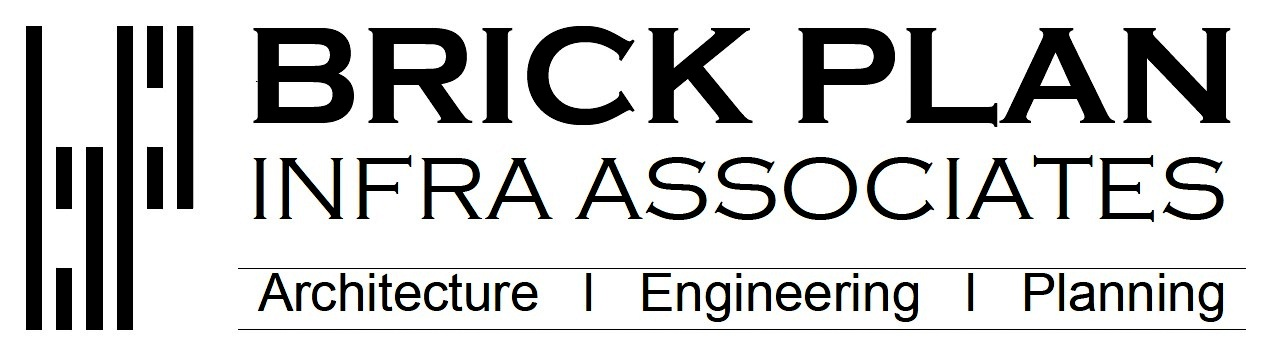 BRICK PLAN
INFRA ASSOCIATES
Architecture | Engineering | Planning